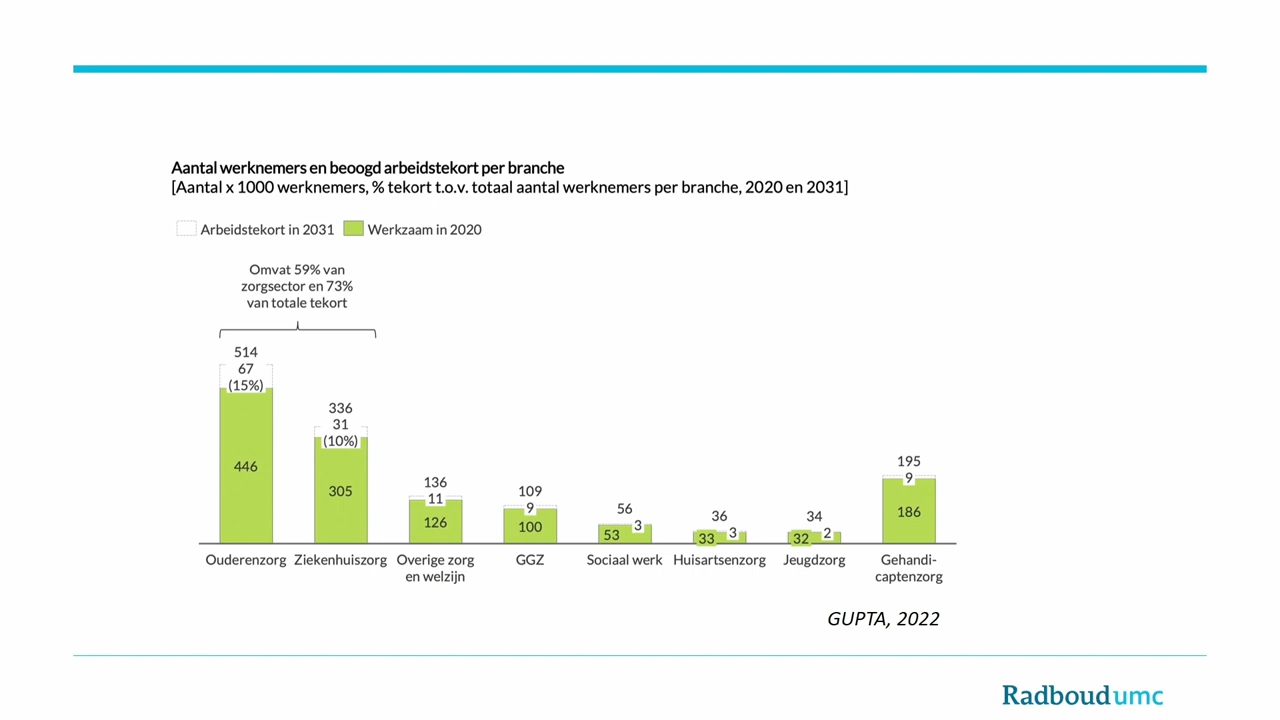 Aantal werknemers en beoogd arbeidstekort per branche
[Aantal x 1000 werknemers, % tekort t.o.v. totaal aantal werknemers per branche, 2020 en 2031]
Arbeidstekort in 2031
Werkzaam in 2020
Omvat 59% van
zorgsector en 73%
van totale tekort
514
67
(15%)
446
336
31
(10%)
305
136
11
126
109
9
100
56
53
3
36
33
3
34
32
2
195
9
186
Ouderenzorg
Ziekenhuiszorg
Overige zorg
en welzijn
GGZ
Sociaal werk
Huisartsenzorg
Jeugdzorg
Gehandi-
captenzorg
GUPTA, 2022
Radboudumc